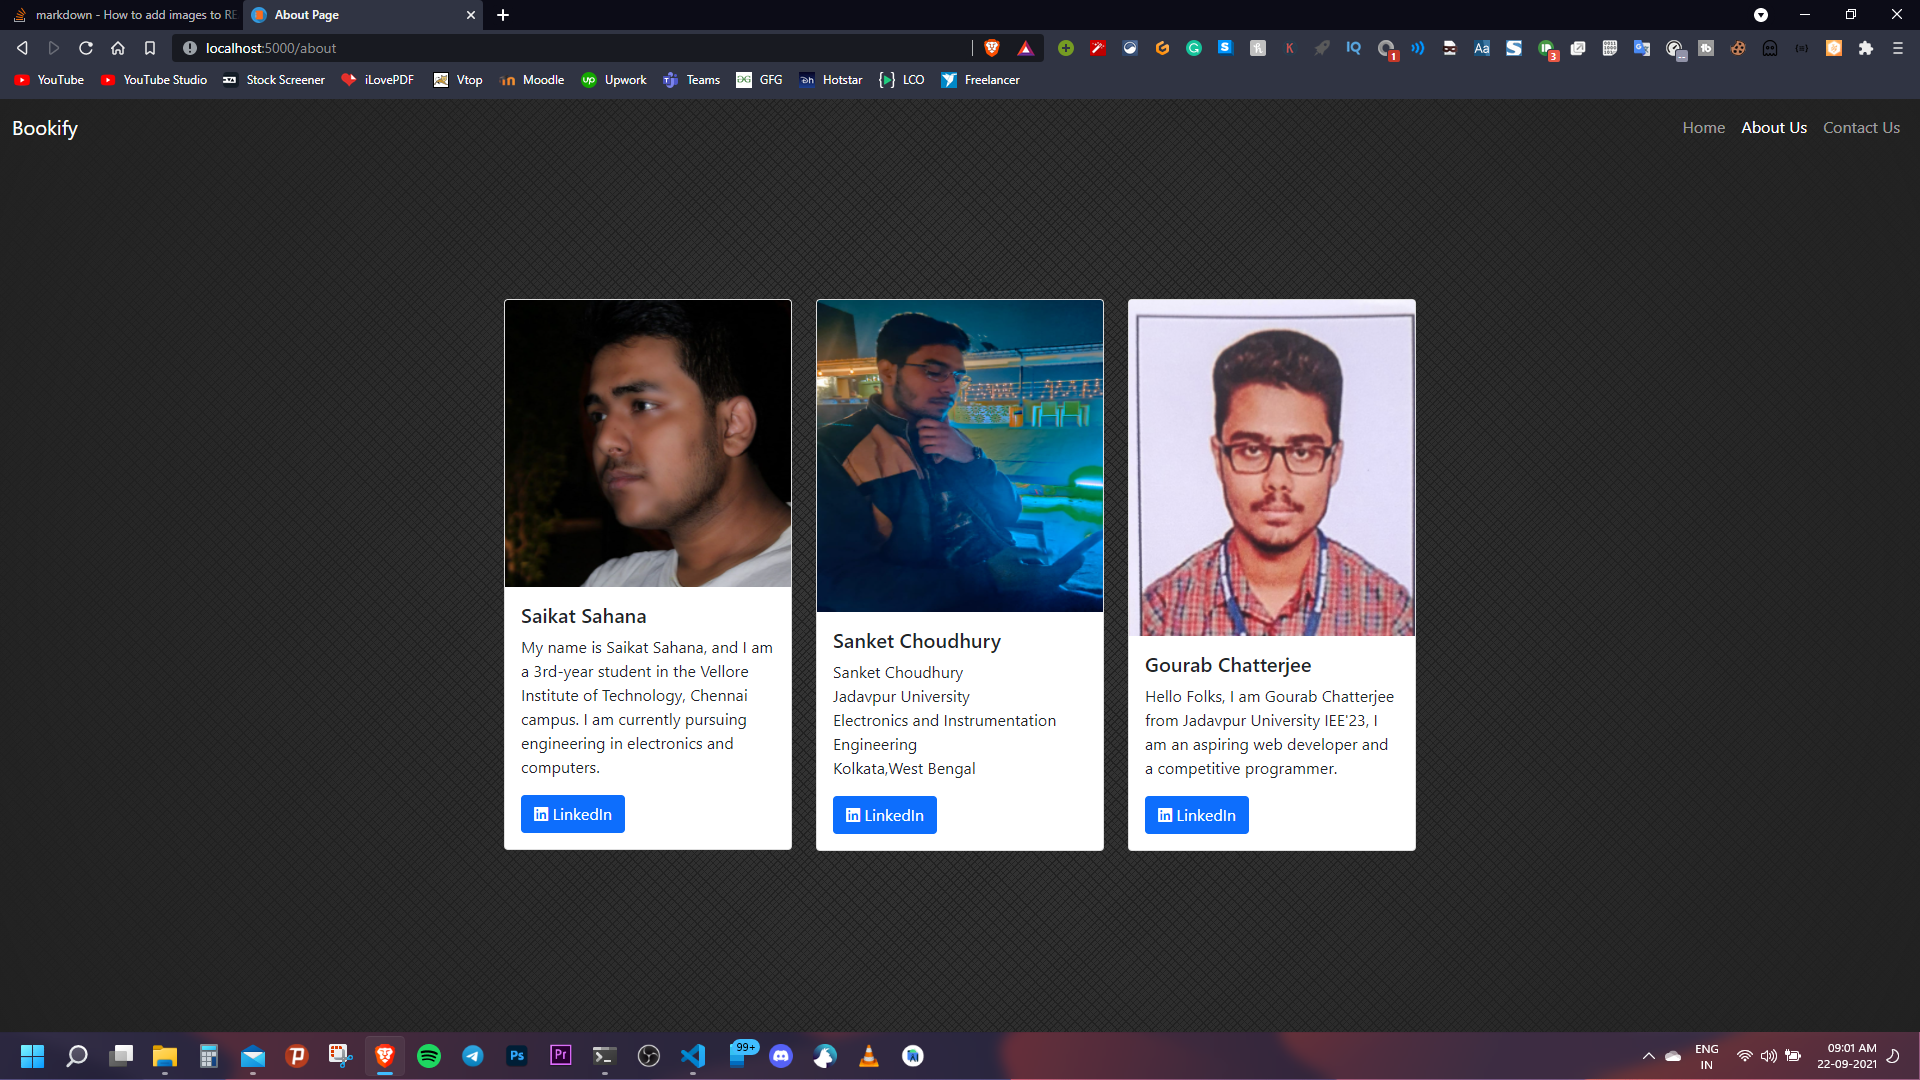 markdown - How to add images to RE
About Page
localhost:5000/about
YouTube
YouTube Studio
Stock Screener
iLovePDF
Vtop
Moodle
Upwork
Teams
GFG
Hotstar
LCO
Freelancer
Bookify
Home
About Us
Contact Us
Saikat Sahana
My name is Saikat Sahana, and I am
a 3rd-year student in the Vellore
Institute of Technology, Chennai
campus. I am currently pursuing
engineering in electronics and
computers.
LinkedIn
Sanket Choudhury
Sanket Choudhury
Jadavpur University
Electronics and Instrumentation
Engineering
Kolkata,West Bengal
LinkedIn
Gourab Chatterjee
Hello Folks, I am Gourab Chatterjee
from Jadavpur University IEE'23, I
am an aspiring web developer and
a competitive programmer.
LinkedIn
99+
ENG
IN
09:01 AM
22-09-2021